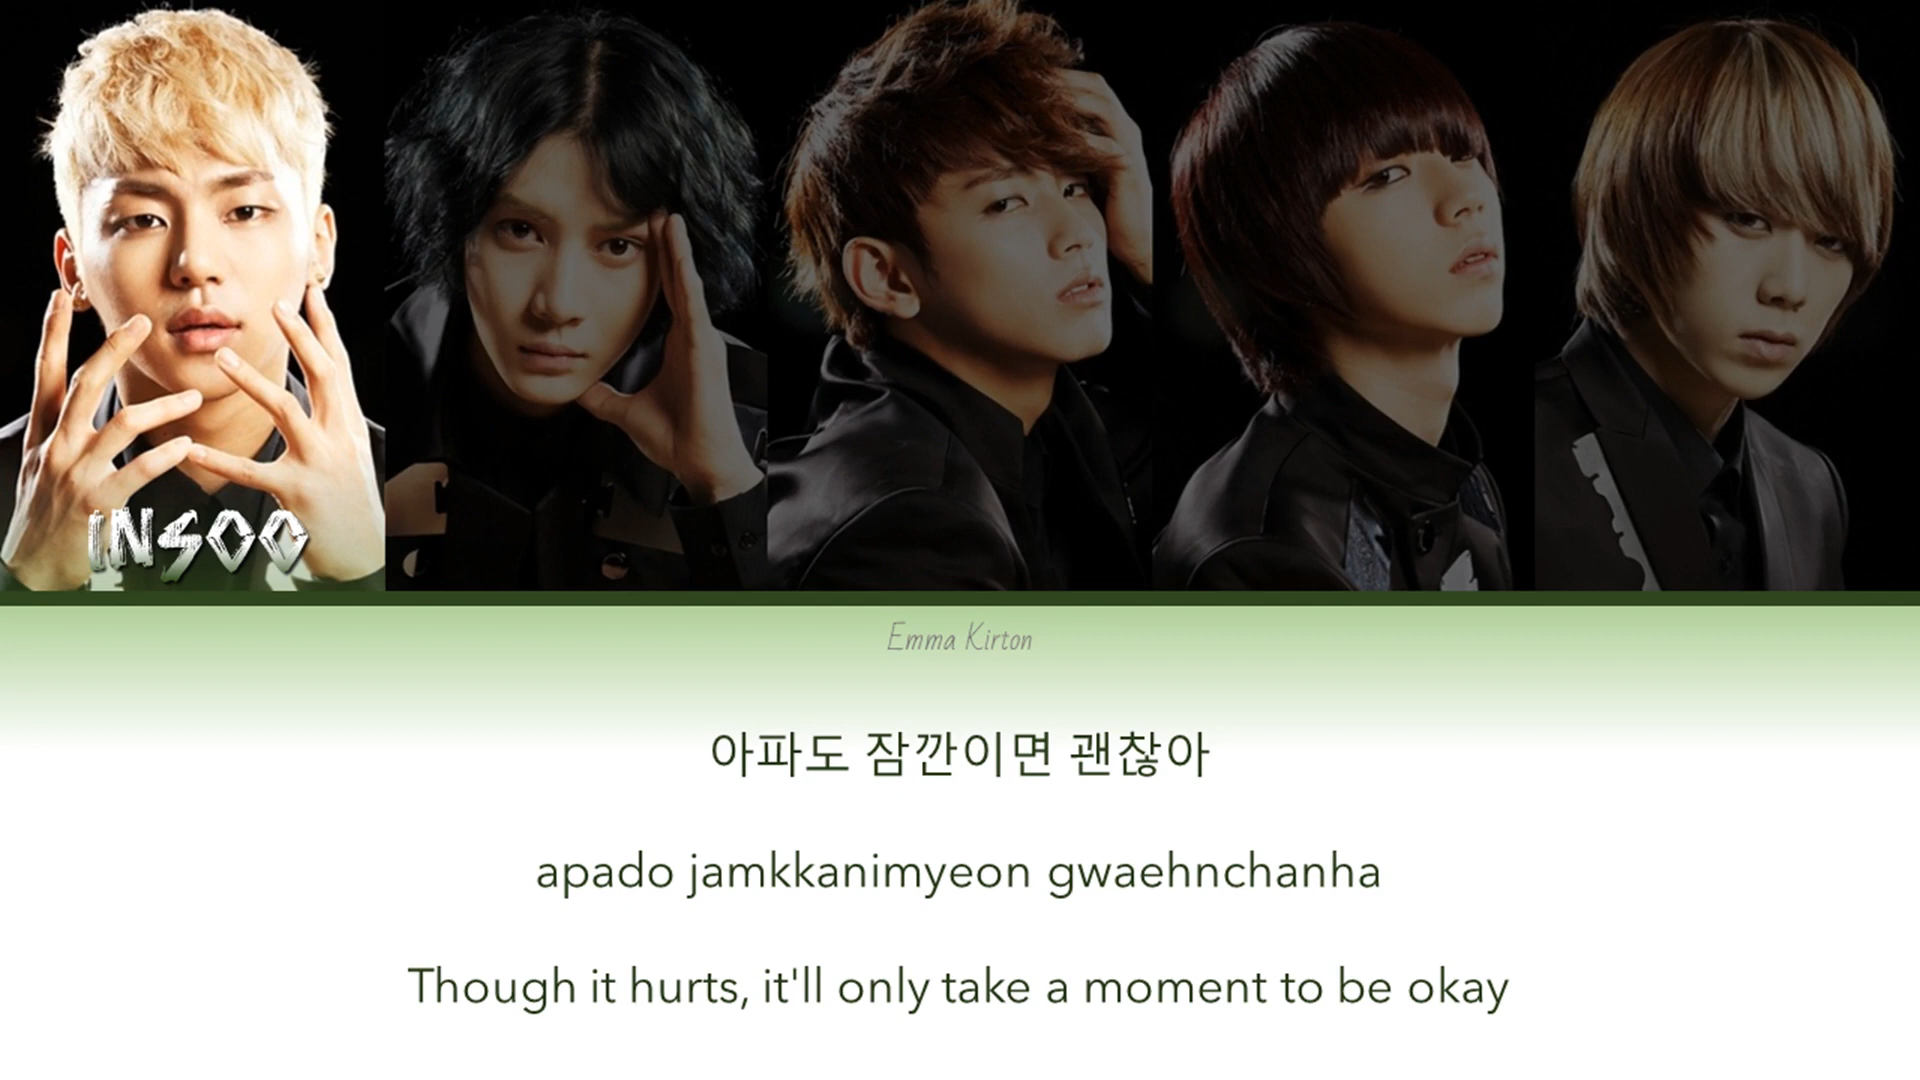 INSOO
Emma Kirton
아파도 잠깐이면 괜찮아
apado jamkkanimyeon gwaehnchanha
Though it hurts, it'll only take a moment to be okay